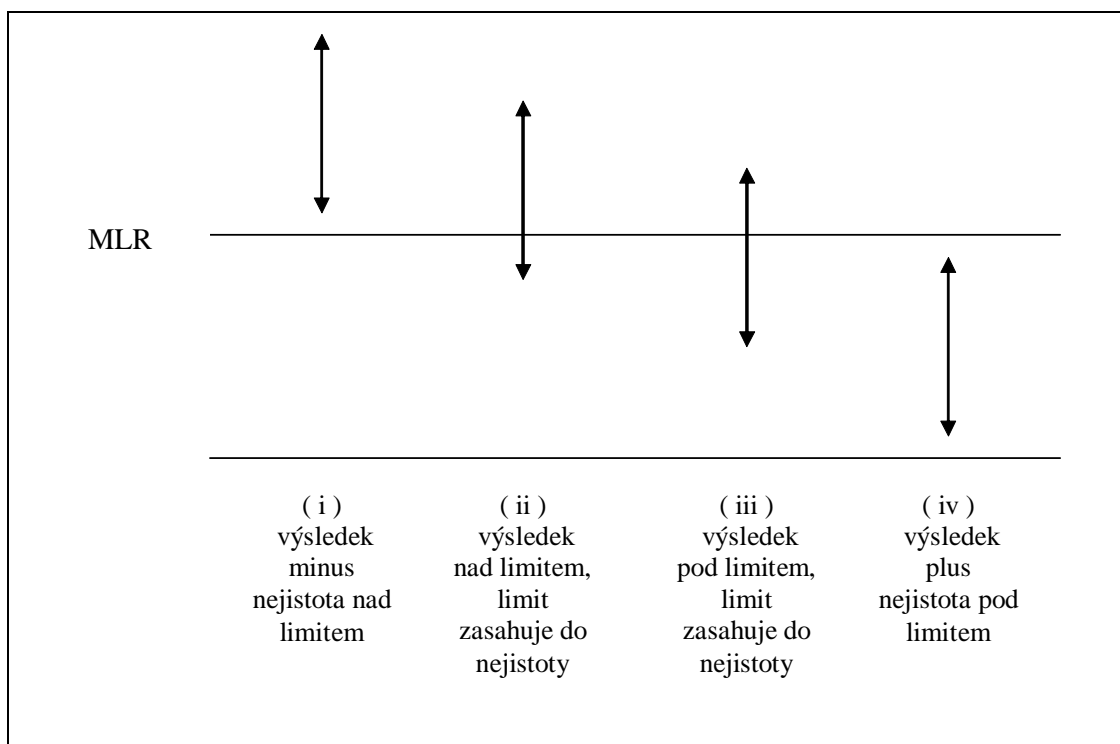 MLR
( i )
výsledek
minus
nejistota nad
limitem
( ii )
výsledek
nad limitem,
limit
zasahuje do
nejistoty
( iii )
výsledek
pod limitem,
limit
zasahuje do
nejistoty
( iv )
výsledek
plus
nejistota pod
limitem